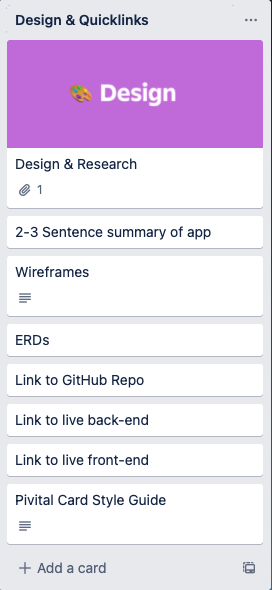 Design & Quicklinks
Design
Design & Research
1
2-3 Sentence summary of app
Wireframes
ERDs
Link to GitHub Repo
Link to live back-end
Link to live front-end
Pivital Card Style Guide
Add a card